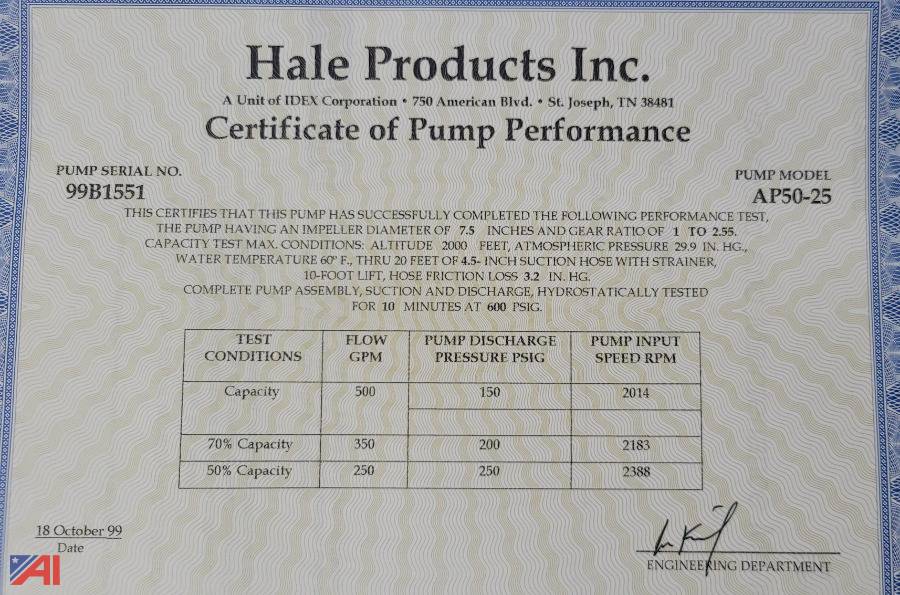 Hale Products Inc.
A Unit of IDEX Corporation • 750 American Blvd. • St. Joseph, TN 38481
Certificate of Pump Performance
PUMP SERIAL NO.
99B1551
PUMP MODEL
AP50-25
THIS CERTIFIES THAT THIS PUMP HAS SUCCESSFULLY COMPLETED THE FOLLOWING PERFORMANCE TEST,
THE PUMP HAVING AN IMPELLER DIAMETER OF 7.5 INCHES AND GEAR RATIO OF 1 TO 2.55.
CAPACITY TEST MAX. CONDITIONS: ALTITUDE 2000 FEET, ATMOSPHERIC PRESSURE 29.9 IN. HG.,
WATER TEMPERATURE 60° F., THRU 20 FEET OF 4.5- INCH SUCTION HOSE WITH STRAINER,
10-FOOT LIFT, HOSE FRICTION LOSS 3.2 IN. HG.
COMPLETE PUMP ASSEMBLY, SUCTION AND DISCHARGE, HYDROSTATICALLY TESTED
FOR 10 MINUTES AT 600 PSIG.
TEST CONDITIONS FLOW GPM PUMP DISCHARGE PRESSURE PSIG PUMP INPUT SPEED RPM
Capacity 500 150 2014
70% Capacity 350 200 2183
50% Capacity 250 250 2388
18 October 99
Date
ENGINEERING DEPARTMENT
AI